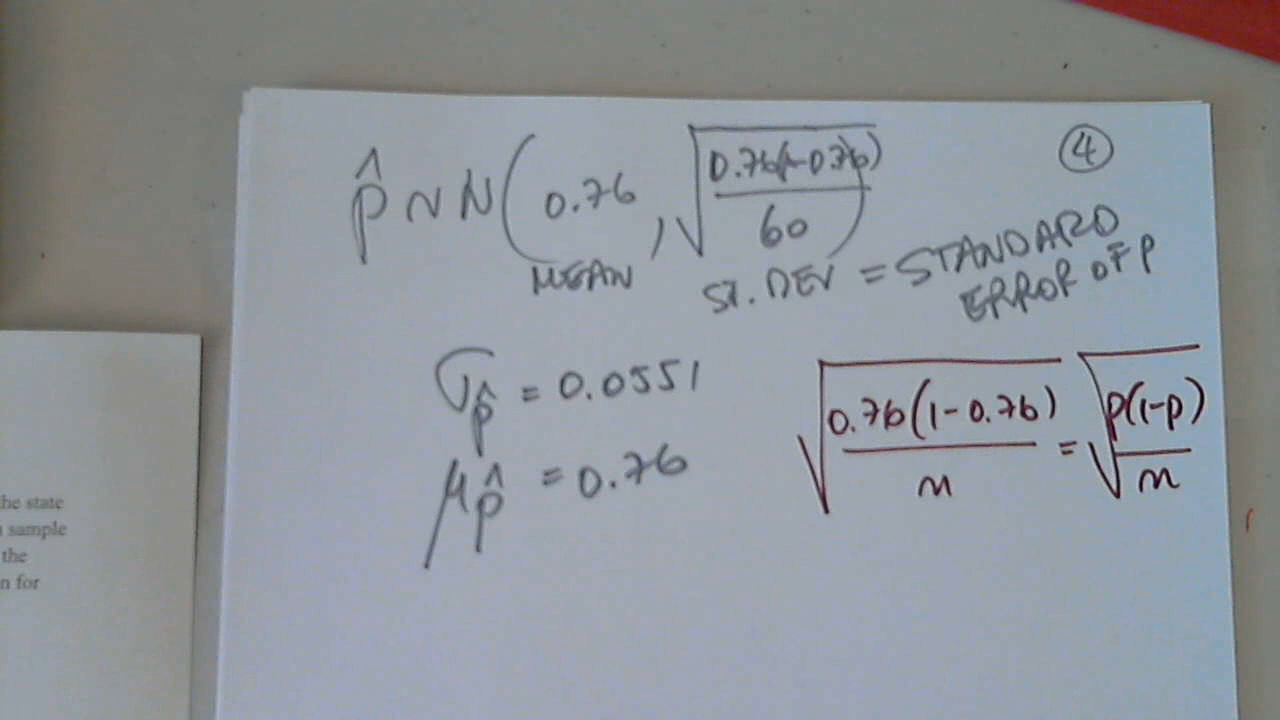 p̂ ~ N(0.76, √(0.76(1-0.76)/60))
④
MEAN
ST. DEV = STANDARD
ERROR OF P
σp̂ = 0.0551
μp̂ = 0.76
√(0.76(1-0.76)/n) = √(p(1-p)/n)
he state
sample
the
n for